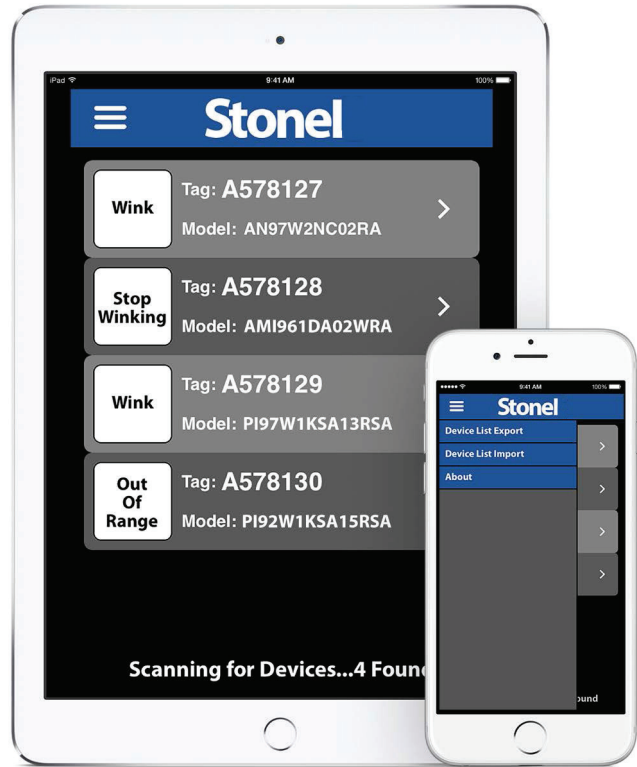 iPad 9:41 AM 100%
Stonel
Wink
Tag: A578127
Model: AN97W2NC02RA
Stop
Winking
Tag: A578128
Model: AMI961DA02WRA
Wink
Tag: A578129
Model: PI97W1KSA13RSA
Out
Of
Range
Tag: A578130
Model: PI92W1KSA15RSA
Scanning for Devices...4 Foun
9:41 AM 100%
Stonel
Device List Export
Device List Import
About
ound